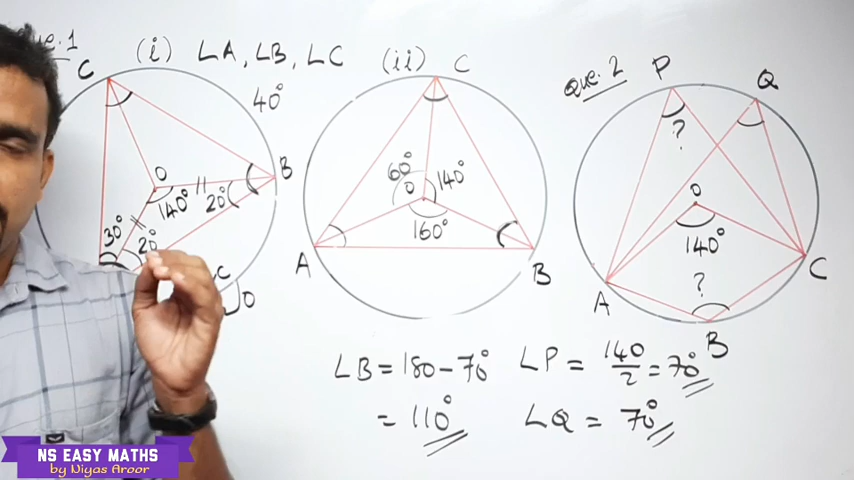 Que. 1
(i) ∠A, ∠B, ∠C
C
40°
O
B
140°
20°
30°
20°
(ii)
C
60°
O
140°
160°
A
B
Que. 2
P
Q
?
O
140°
?
A
B
C
∠B = 180 - 70°
= 110°
∠P = 140/2 = 70°
∠Q = 70°
NS EASY MATHS
by Niyas Aroor